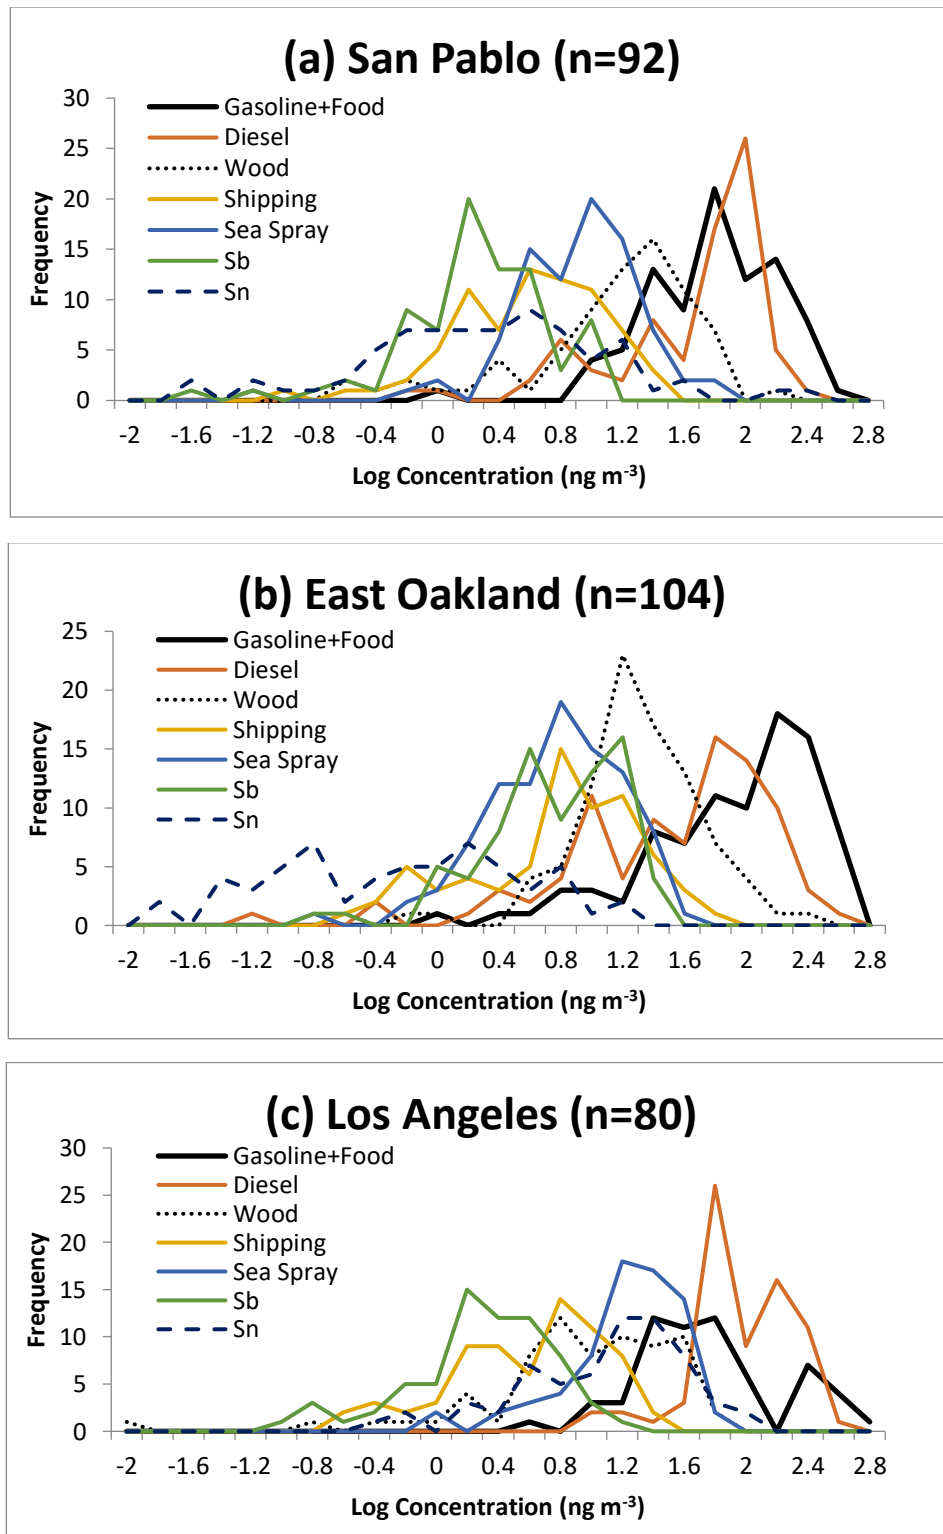 (a) San Pablo (n=92)
30
25
20
15
10
5
0
Frequency
Gasoline+Food
Diesel
Wood
Shipping
Sea Spray
Sb
Sn
-2 -1.6 -1.2 -0.8 -0.4 0 0.4 0.8 1.2 1.6 2 2.4 2.8
Log Concentration (ng m⁻³)
(b) East Oakland (n=104)
25
20
15
10
5
0
Frequency
Gasoline+Food
Diesel
Wood
Shipping
Sea Spray
Sb
Sn
-2 -1.6 -1.2 -0.8 -0.4 0 0.4 0.8 1.2 1.6 2 2.4 2.8
Log Concentration (ng m⁻³)
(c) Los Angeles (n=80)
30
25
20
15
10
5
0
Frequency
Gasoline+Food
Diesel
Wood
Shipping
Sea Spray
Sb
Sn
-2 -1.6 -1.2 -0.8 -0.4 0 0.4 0.8 1.2 1.6 2 2.4 2.8
Log Concentration (ng m⁻³)